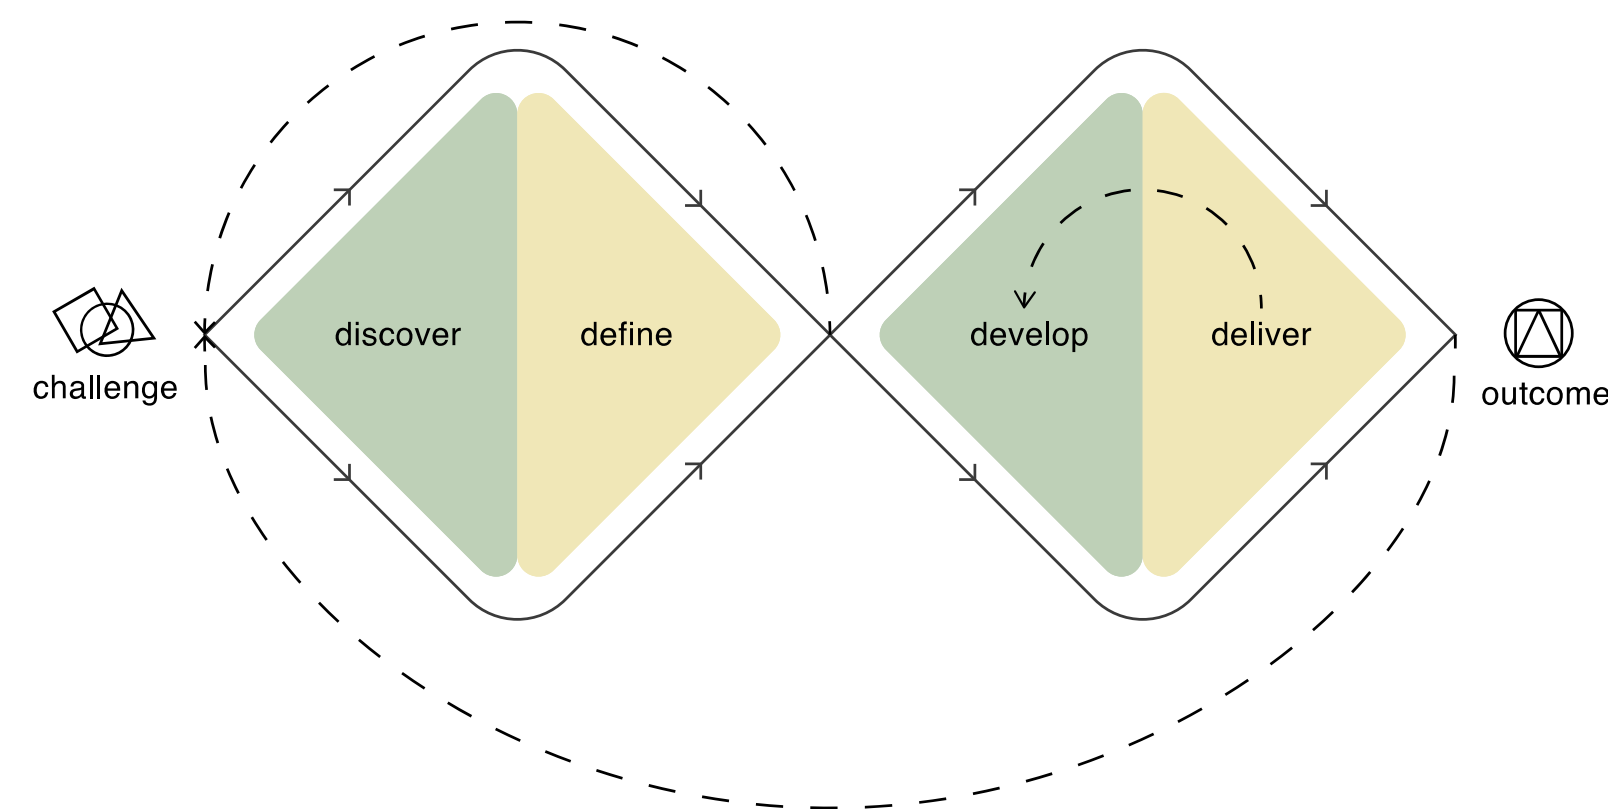 discover
define
develop
deliver
challenge
outcome